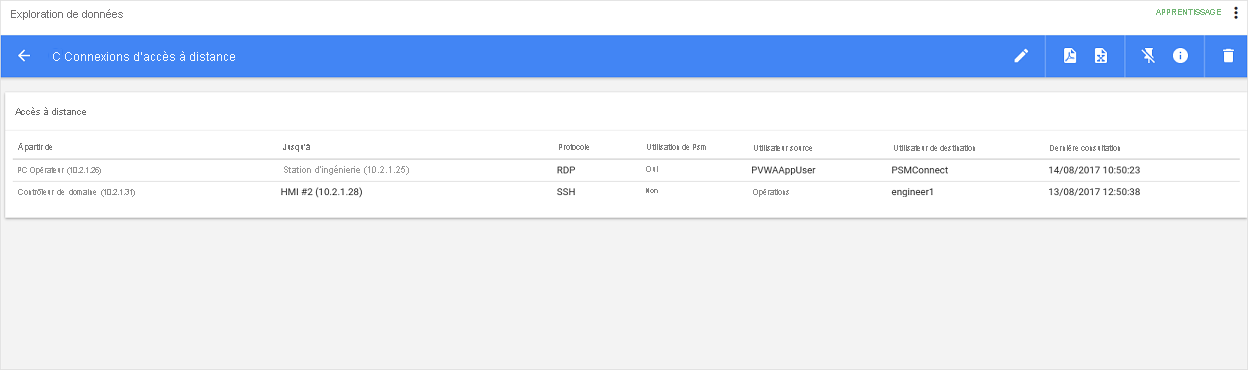 Exploration de données
APPRENTISSAGE
C Connexions d'accès à distance
Accès à distance
À partir de Jusqu'à Protocole Utilisation de Psm Utilisateur source Utilisateur de destination Dernière consultation
PC Opérateur (10.2.1.26) Station d'ingénierie (10.2.1.25) RDP Oui PVWAAppUser PSMConnect 14/08/2017 10:50:23
Contrôleur de domaine (10.2.1.31) HMI #2 (10.2.1.28) SSH Non Opérations engineer1 13/08/2017 12:50:38